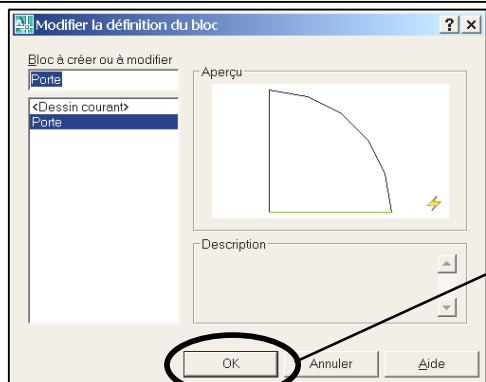 Modifier la définition du bloc
Bloc à créer ou à modifier
Porte
<Dessin courant>
Porte
Aperçu
Description
OK
Annuler
Aide